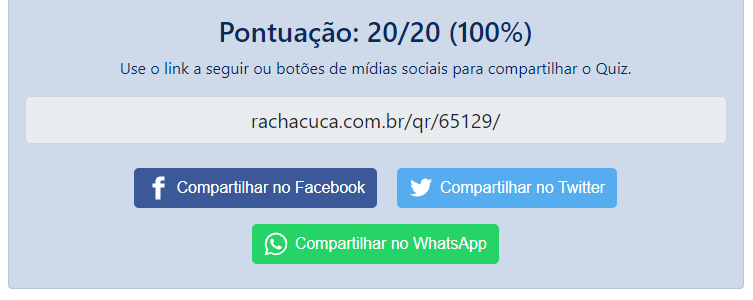 Pontuação: 20/20 (100%)
Use o link a seguir ou botões de mídias sociais para compartilhar o Quiz.
rachacuca.com.br/qr/65129/
Compartilhar no Facebook
Compartilhar no Twitter
Compartilhar no WhatsApp